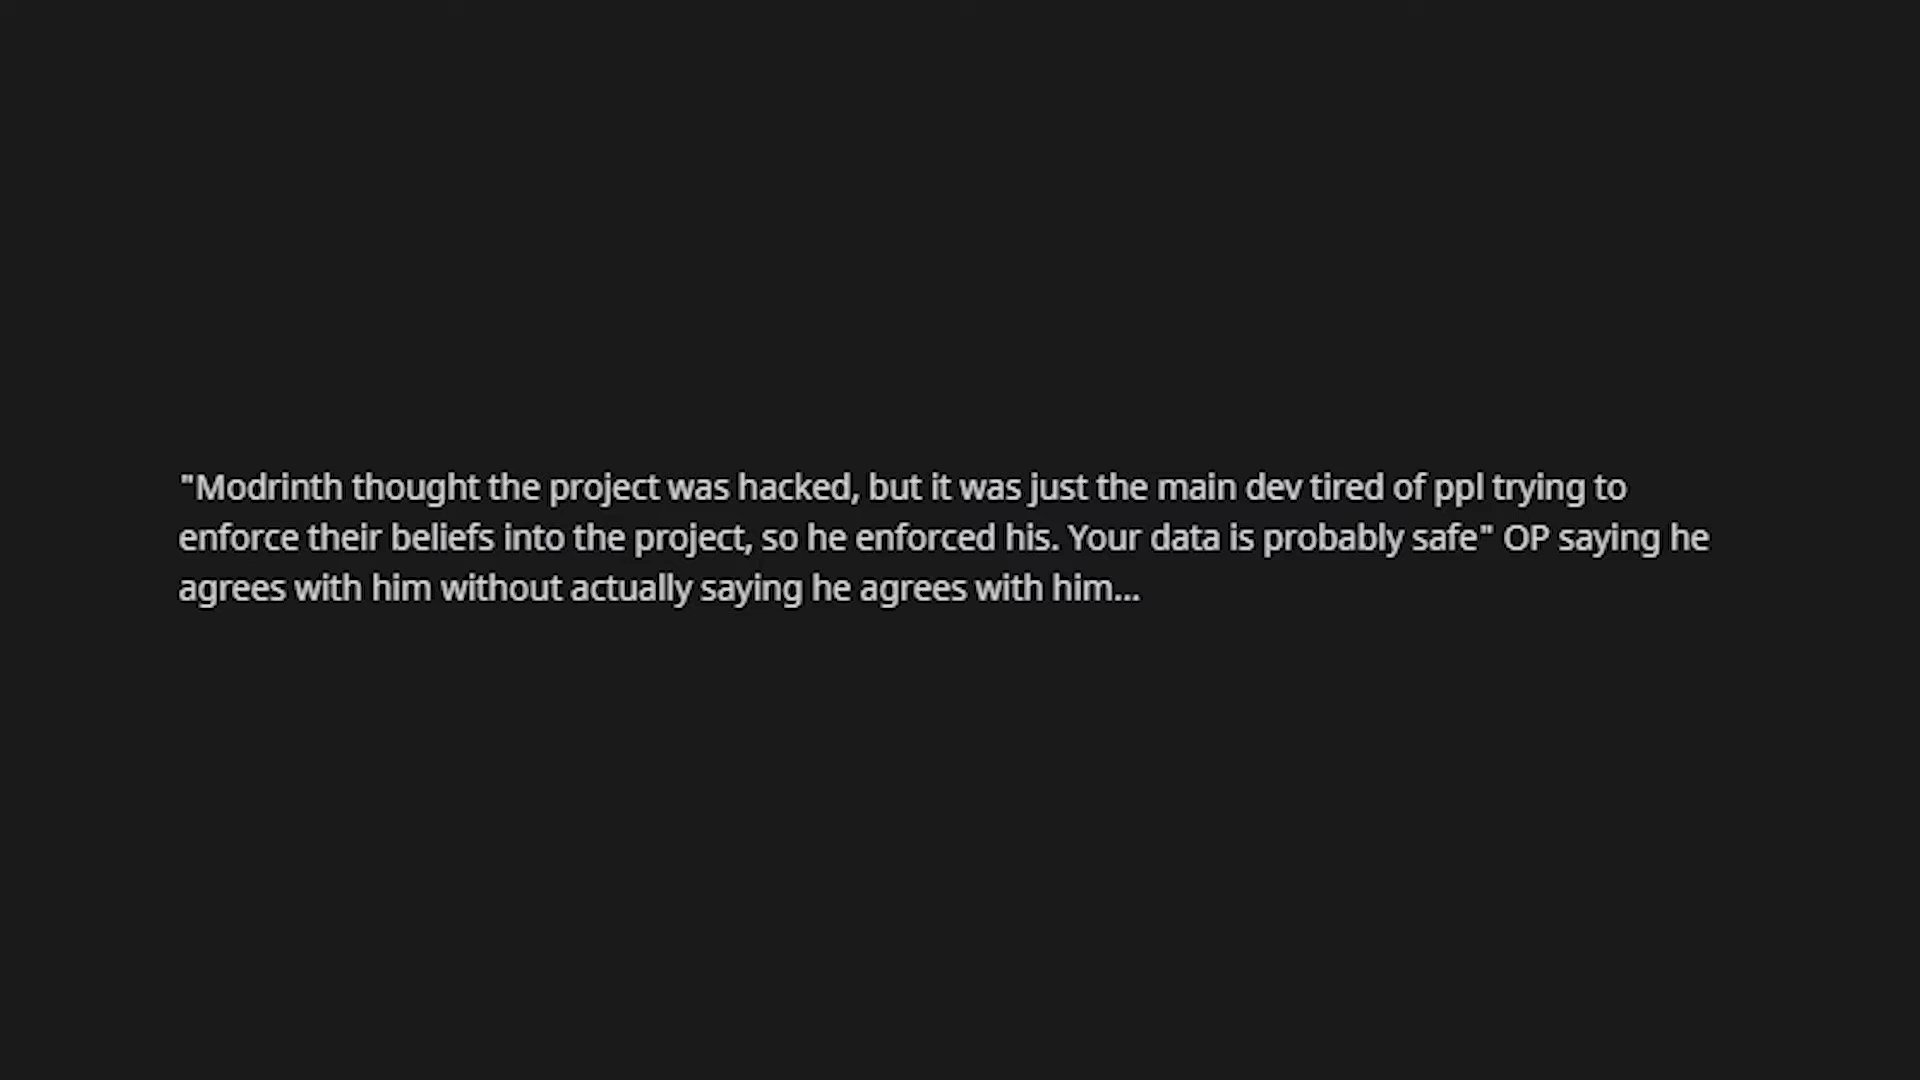 "Modrinth thought the project was hacked, but it was just the main dev tired of ppl trying to
enforce their beliefs into the project, so he enforced his. Your data is probably safe" OP saying he
agrees with him without actually saying he agrees with him...